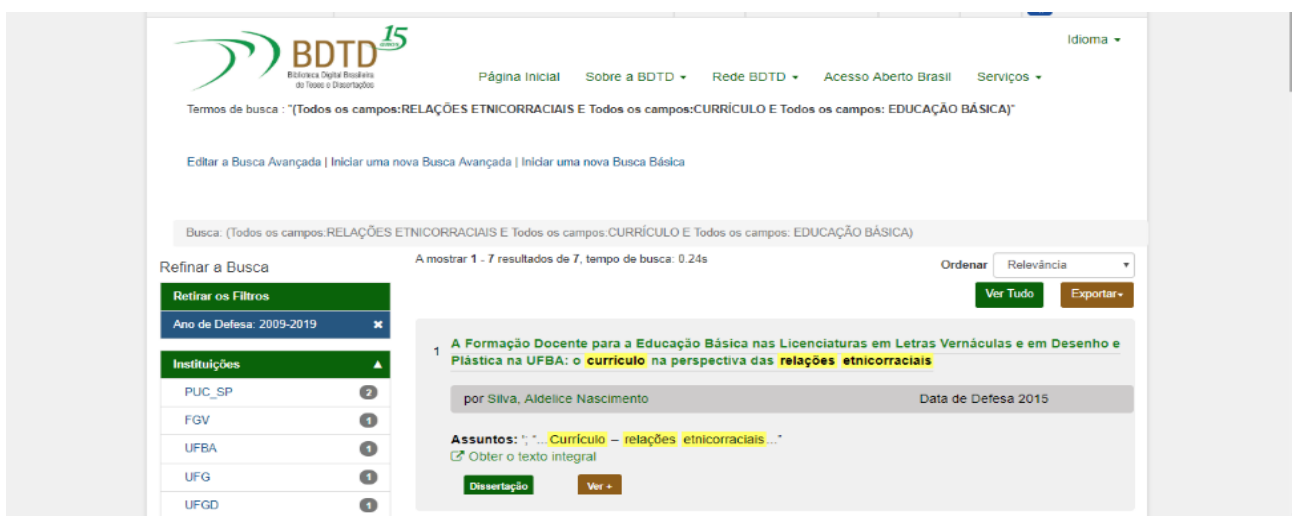 BDTD 15 anos
Biblioteca Digital Brasileira
de Teses e Dissertações
Idioma
Página Inicial Sobre a BDTD Rede BDTD Acesso Aberto Brasil Serviços
Termos de busca : "(Todos os campos:RELAÇÕES ETNICORRACIAIS E Todos os campos:CURRÍCULO E Todos os campos: EDUCAÇÃO BÁSICA)"
Editar a Busca Avançada | Iniciar uma nova Busca Avançada | Iniciar uma nova Busca Básica
Busca: (Todos os campos:RELAÇÕES ETNICORRACIAIS E Todos os campos:CURRÍCULO E Todos os campos: EDUCAÇÃO BÁSICA)
Refinar a Busca
Retirar os Filtros
Ano de Defesa: 2009-2019 ✖
Instituições
PUC_SP 2
FGV 1
UFBA 1
UFG 1
UFGD 1
A mostrar 1 - 7 resultados de 7, tempo de busca: 0.24s
Ordenar Relevância
Ver Tudo Exportar
1 A Formação Docente para a Educação Básica nas Licenciaturas em Letras Vernáculas e em Desenho e
Plástica na UFBA: o currículo na perspectiva das relações etnicorraciais
por Silva, Aldelice Nascimento Data de Defesa 2015
Assuntos: "; "...Currículo – relações etnicorraciais..."
Obter o texto integral
Dissertação Ver +